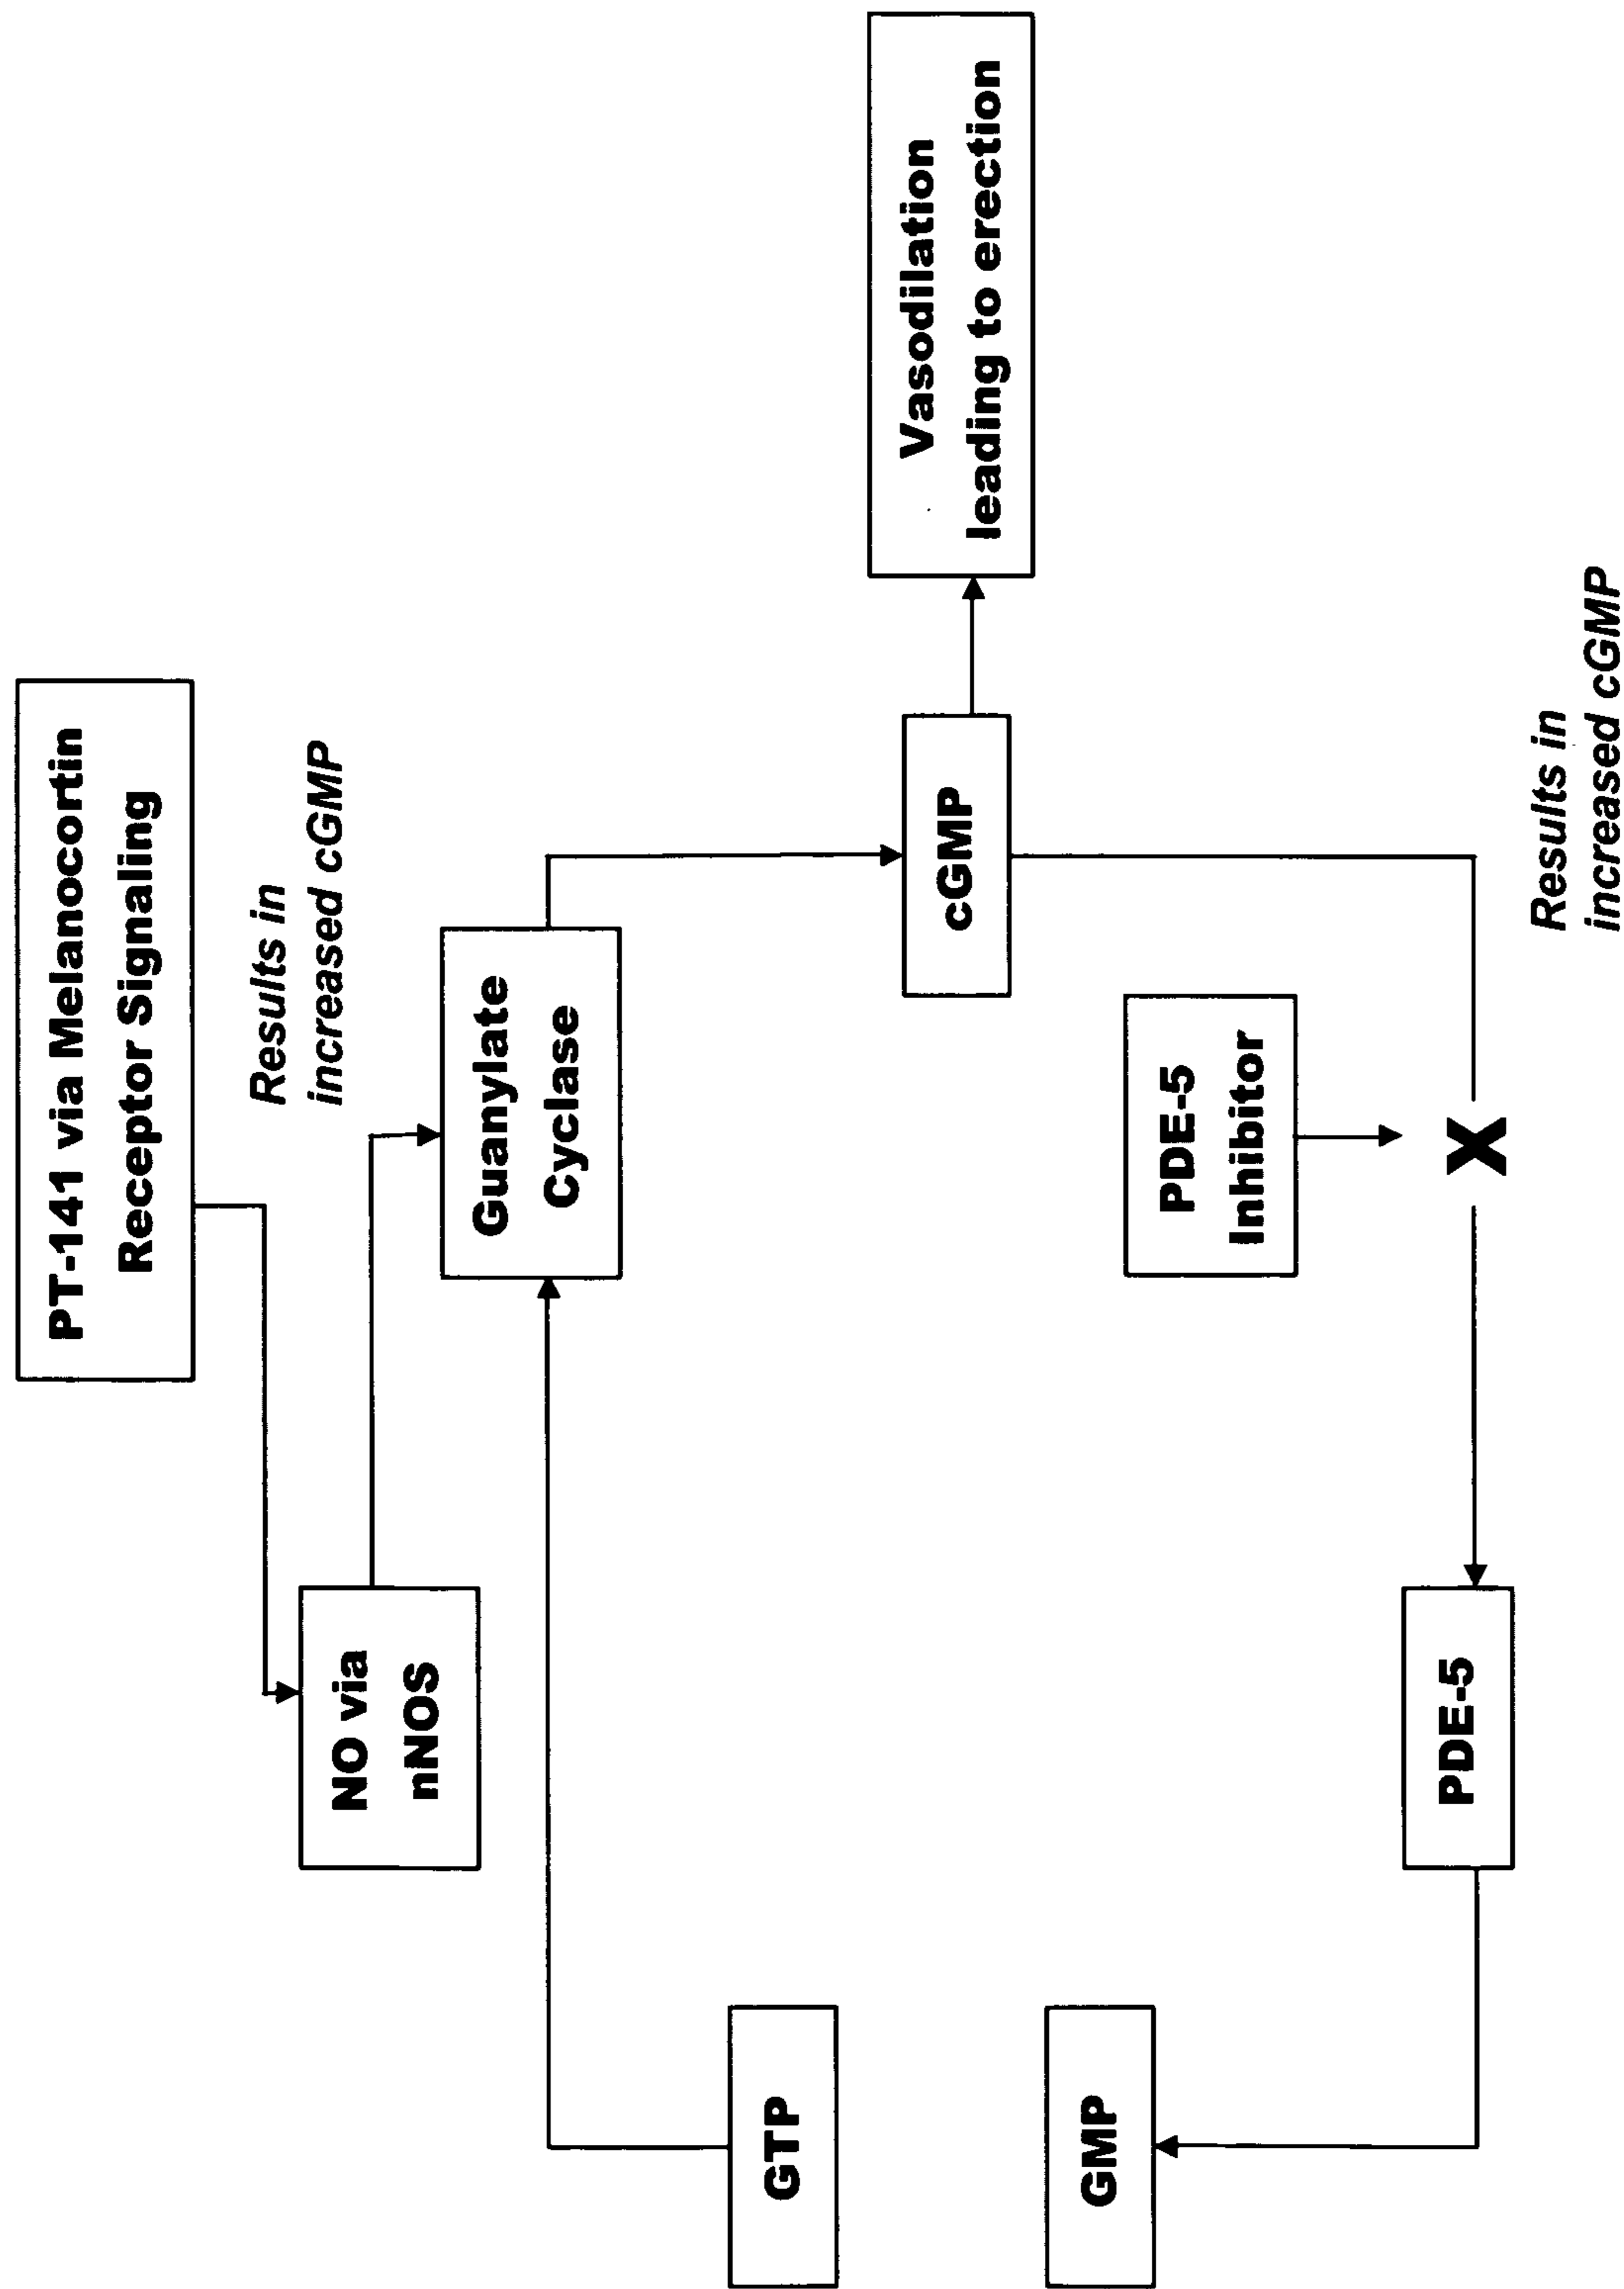 PT-141 via Melanocortin
Receptor Signaling
Results in
increased cGMP
NO via
nNOS
Guanylate
Cyclase
GTP
cGMP
Vasodilation
leading to erection
GMP
PDE-5
Inhibitor
X
PDE-5
Results in
increased cGMP